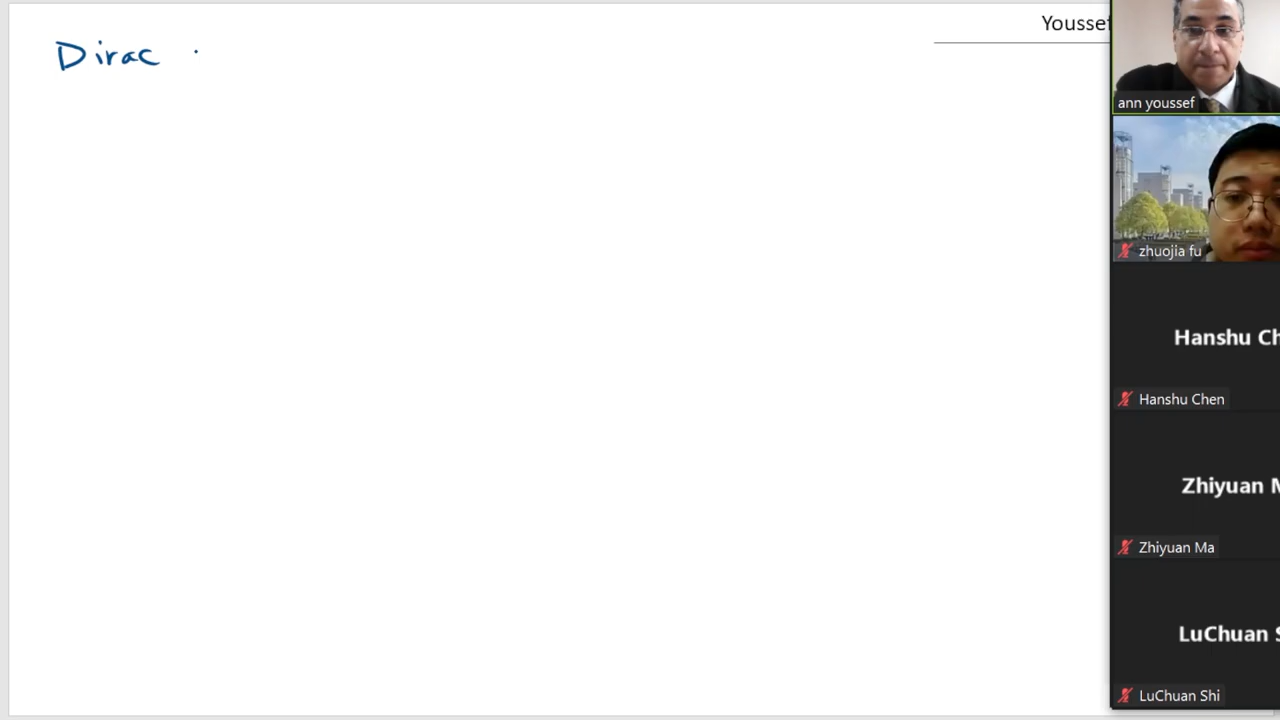 Dirac
Youssef
ann youssef
zhuojia fu
Hanshu Ch
Hanshu Chen
Zhiyuan M
Zhiyuan Ma
LuChuan S
LuChuan Shi